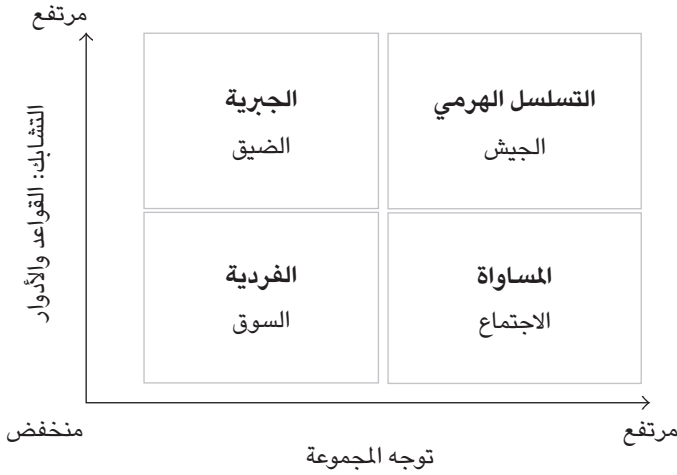 مرتفع
التشابك: القواعد والأدوار
التسلسل الهرمي
الجيش
الجبرية
الضيق
المساواة
الاجتماع
الفردية
السوق
منخفض
مرتفع
توجه المجموعة